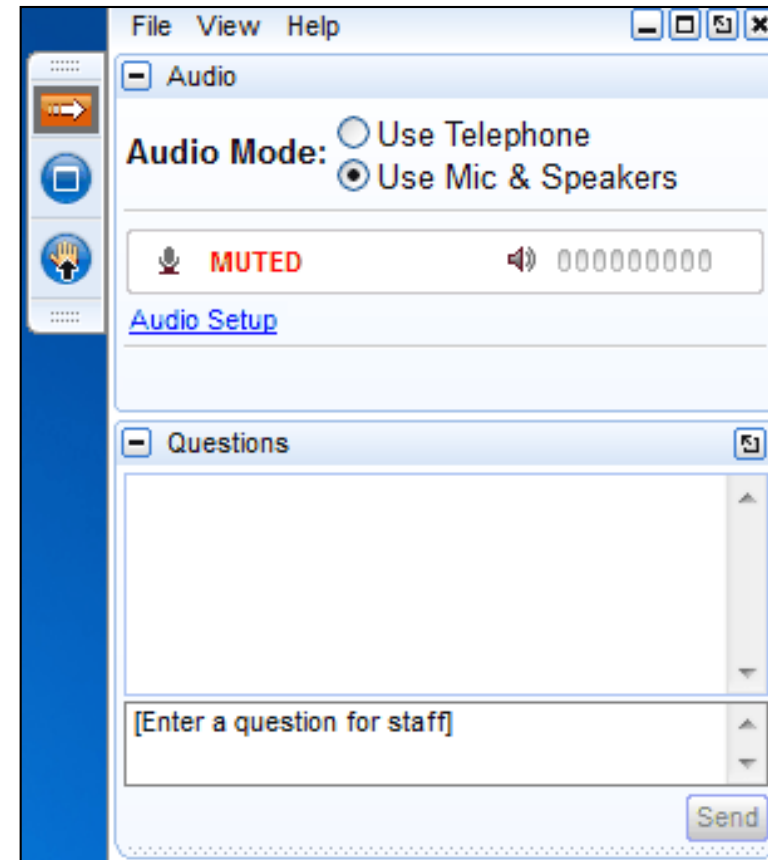 File View Help
Audio
Audio Mode:
Use Telephone
Use Mic & Speakers
MUTED 000000000
Audio Setup
Questions
[Enter a question for staff]
Send